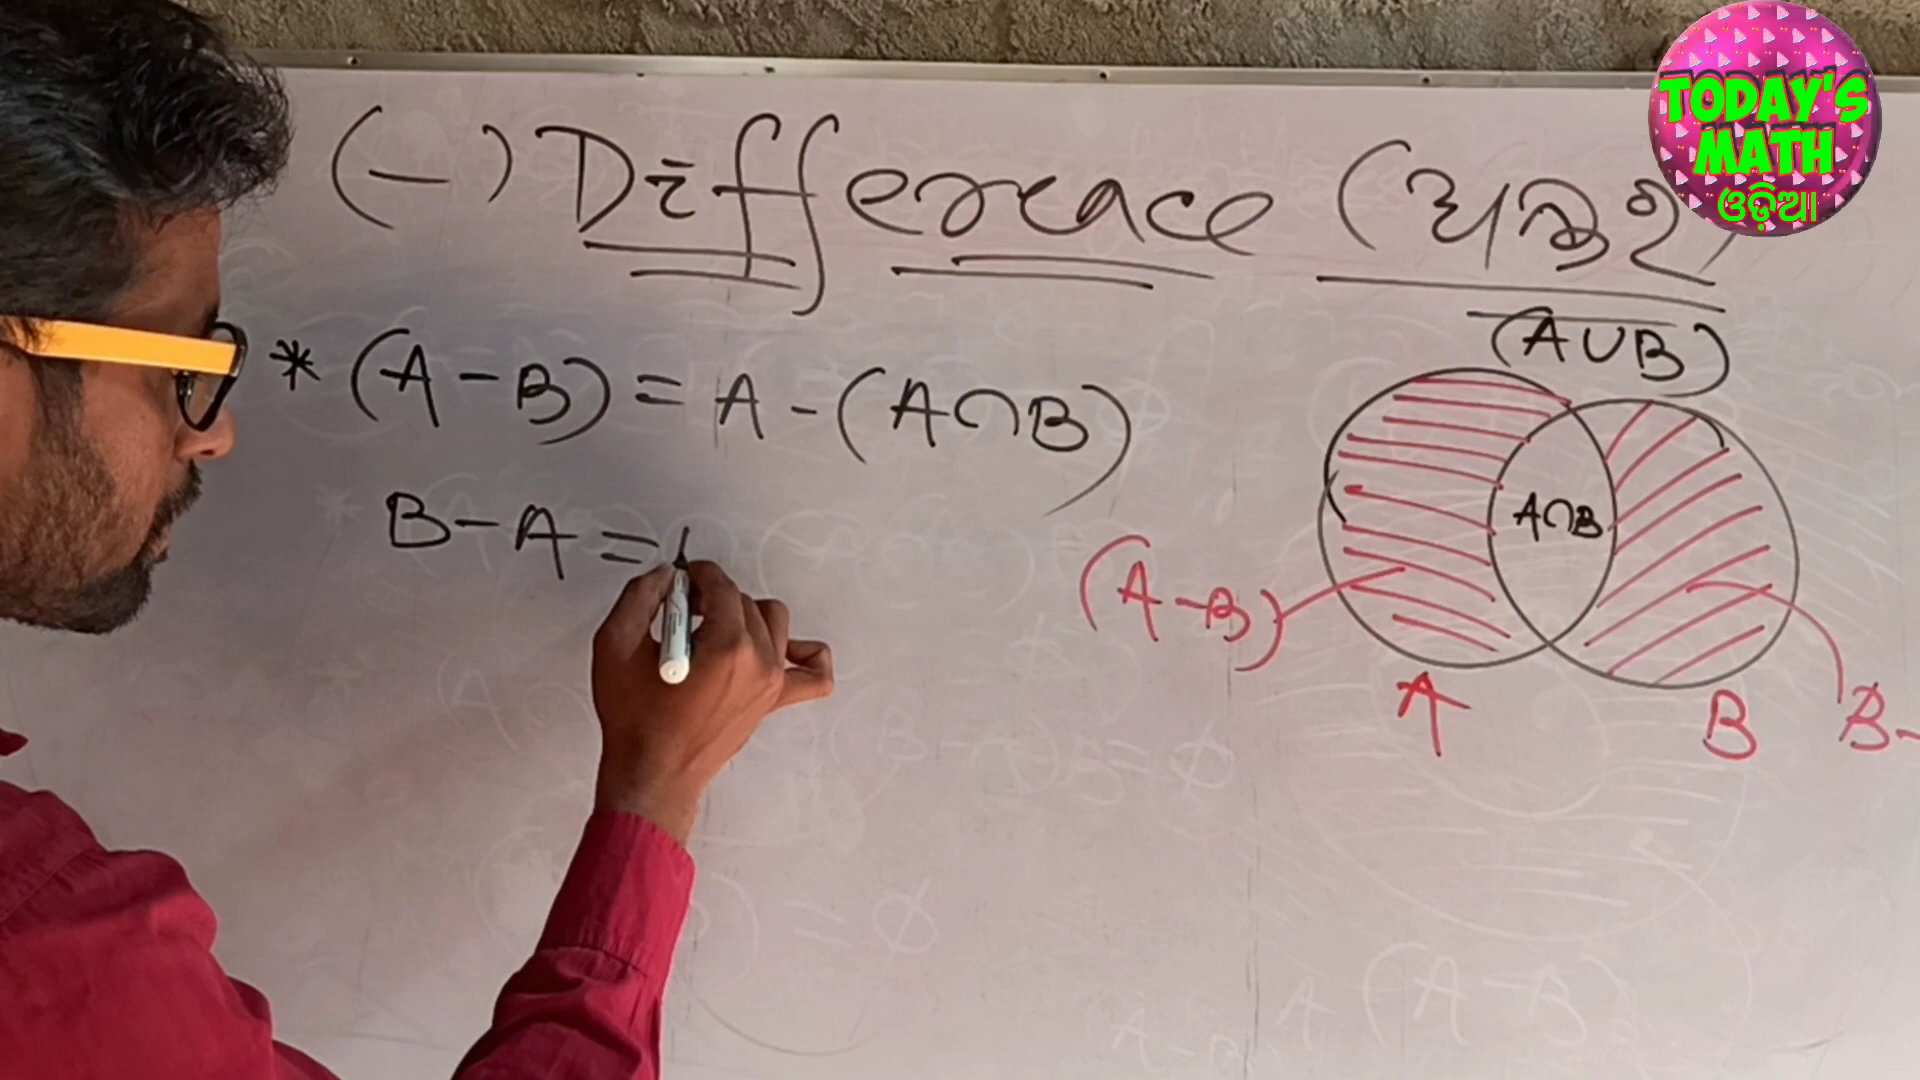 TODAY'S
MATH
ଓଡ଼ିଆ
(-) Difference (ଅନ୍ତର
(A∪B)
* (A - B) = A - (A∩B)
B - A =
A∩B
(A - B)
A
B
B-